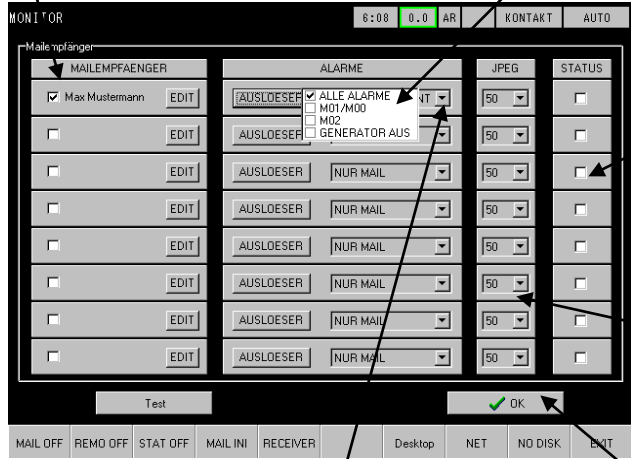 MONITOR 6:08 0.0 AR KONTAKT AUTO
Mailempfänger
MAILEMPFAENGER ALARME JPEG STATUS
Max Mustermann EDIT AUSLOESER ALLE ALARME NT 50
M01/M00
M02
GENERATOR AUS
EDIT AUSLOESER 50
EDIT AUSLOESER NUR MAIL 50
EDIT AUSLOESER NUR MAIL 50
EDIT AUSLOESER NUR MAIL 50
EDIT AUSLOESER NUR MAIL 50
EDIT AUSLOESER NUR MAIL 50
EDIT AUSLOESER NUR MAIL 50
Test OK
MAIL OFF REMO OFF STAT OFF MAIL INI RECEIVER Desktop NET NO DISK EXIT